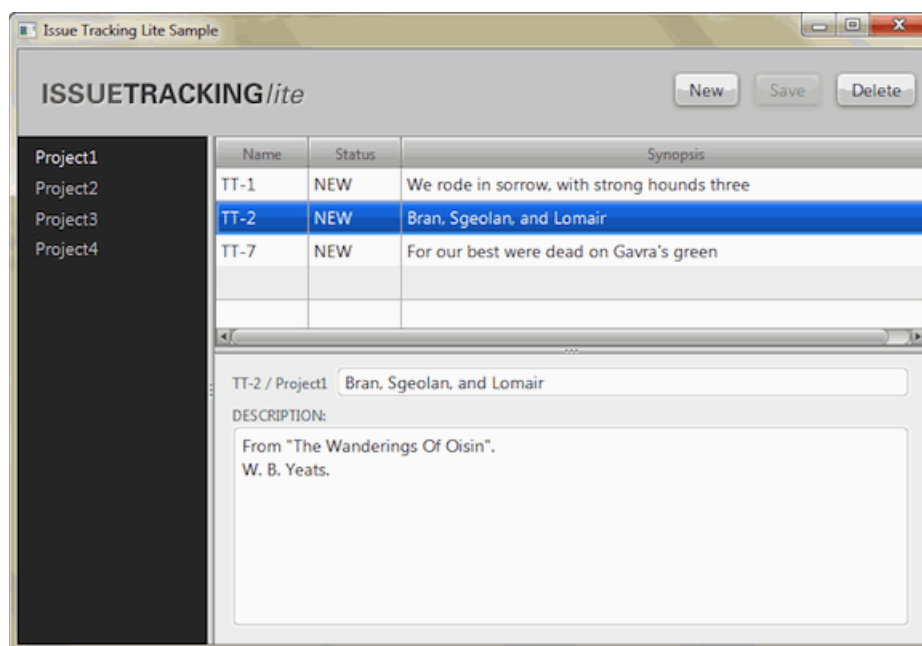 Issue Tracking Lite Sample
ISSUETRACKINGlite
New Save Delete
Project1
Project2
Project3
Project4
Name Status Synopsis
TT-1 NEW We rode in sorrow, with strong hounds three
TT-2 NEW Bran, Sgeolan, and Lomair
TT-7 NEW For our best were dead on Gavra's green
TT-2 / Project1 Bran, Sgeolan, and Lomair
DESCRIPTION:
From "The Wanderings Of Oisin".
W. B. Yeats.